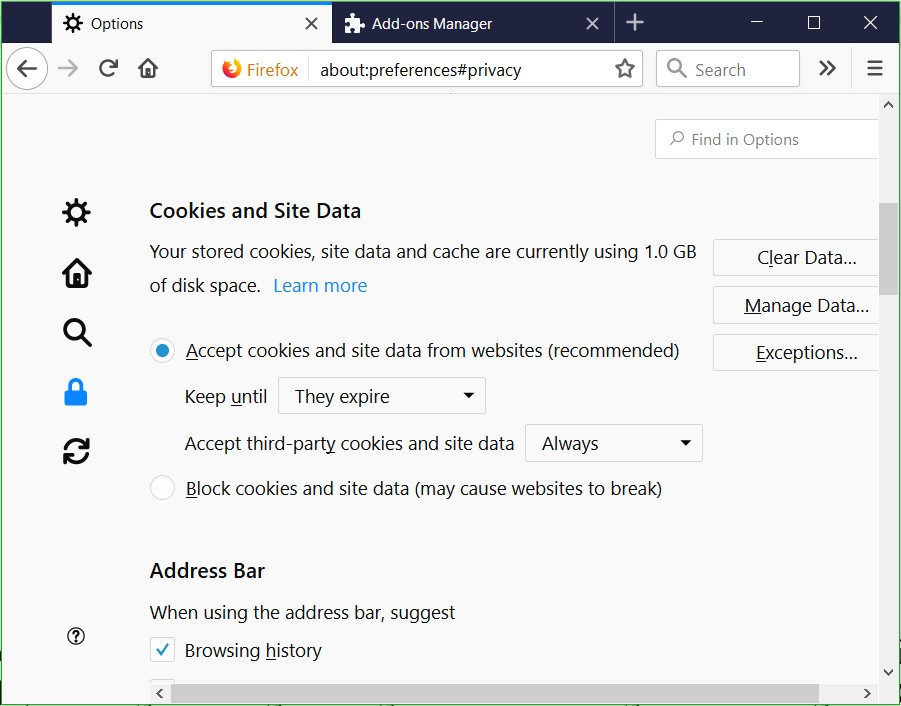 Options
Add-ons Manager
Firefox
about:preferences#privacy
Search
Find in Options
Cookies and Site Data
Your stored cookies, site data and cache are currently using 1.0 GB
of disk space. Learn more
Clear Data...
Manage Data...
Exceptions...
Accept cookies and site data from websites (recommended)
Keep until They expire
Accept third-party cookies and site data Always
Block cookies and site data (may cause websites to break)
Address Bar
When using the address bar, suggest
Browsing history